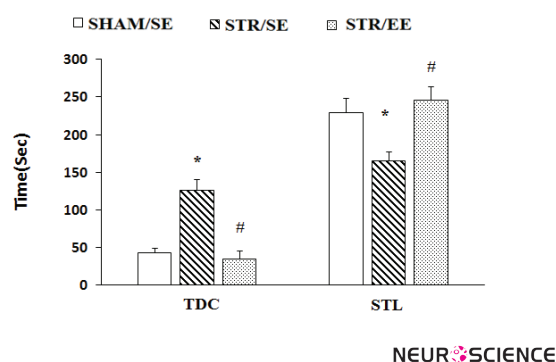 SHAM/SE STR/SE STR/EE
300
250
200
150
100
50
0
Time(Sec)
*
#
*
#
TDC STL
NEUROSCIENCE